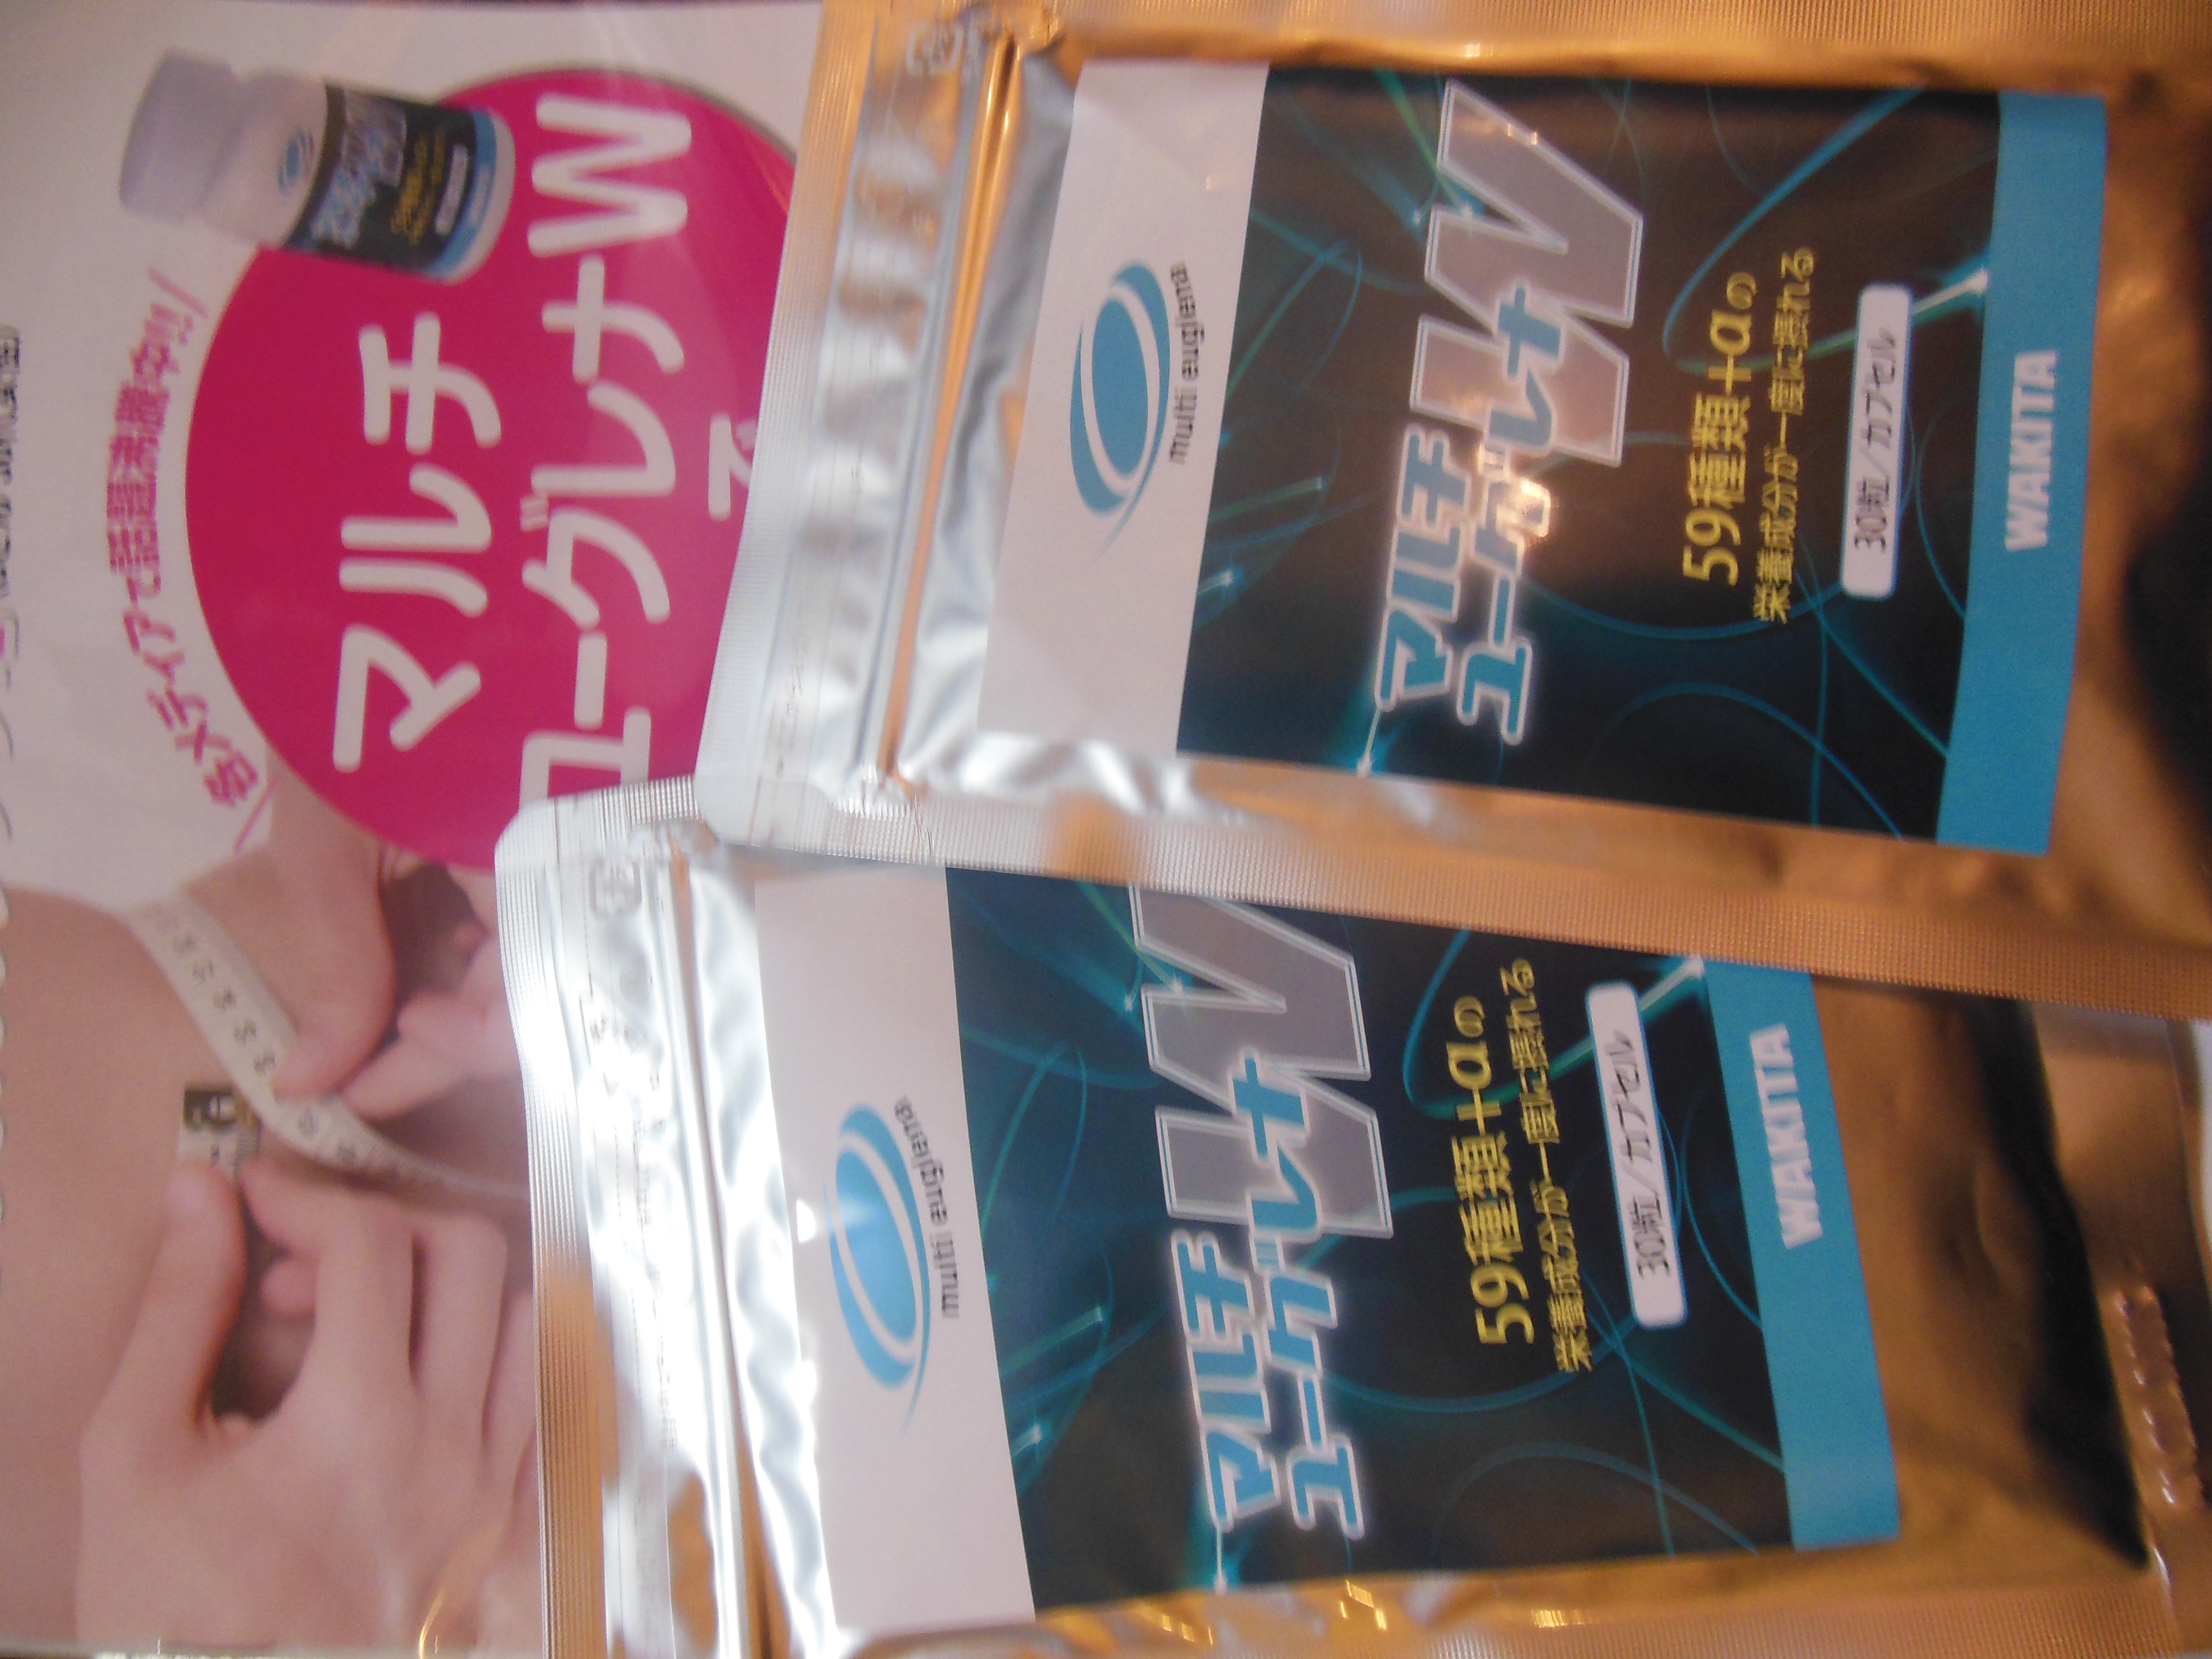 各メディアで話題沸騰中!!
マルチ
ユーグレナW
で
multi euglena
マルチ
ユーグレナ
W
59種類+αの
栄養成分が一度に摂れる
30粒/カプセル
WAKITA
multi euglena
マルチ
ユーグレナ
W
59種類+αの
栄養成分が一度に摂れる
30粒/カプセル
WAKITA